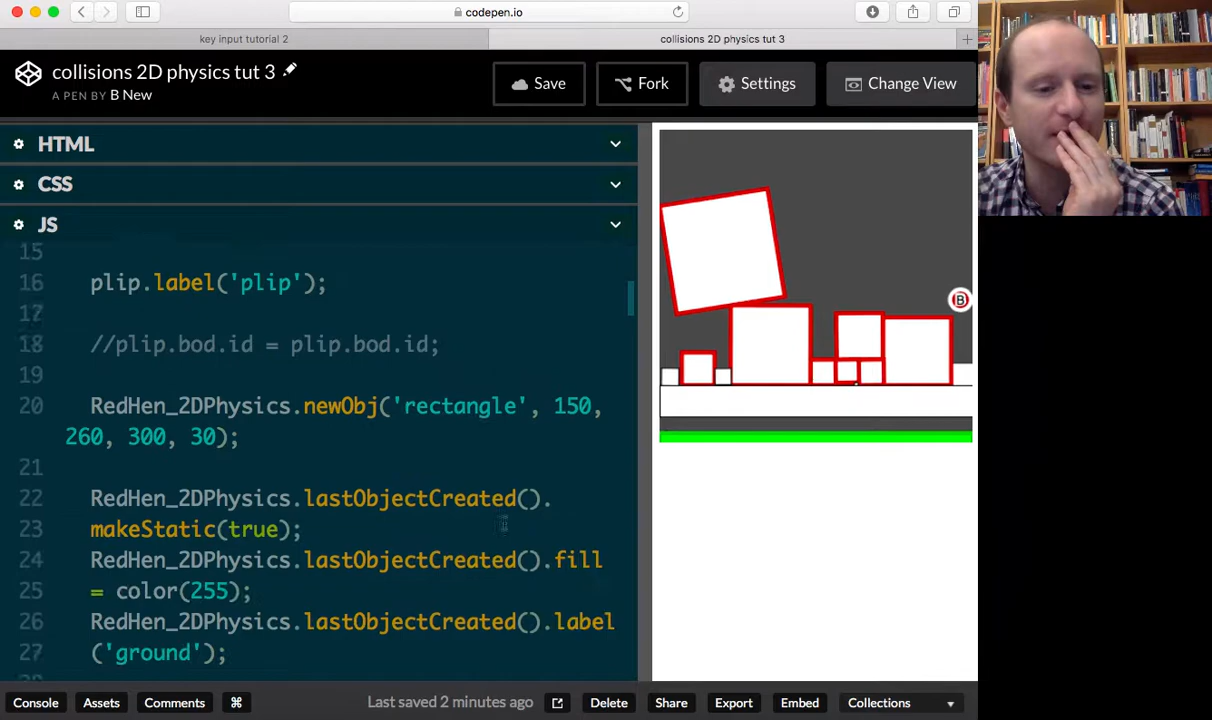 codepen.io
key input tutorial 2
collisions 2D physics tut 3
+
collisions 2D physics tut 3
A PEN BY B New
Save
Fork
Settings
Change View
HTML
CSS
JS
15
16 plip.label('plip');
17
18 //plip.bod.id = plip.bod.id;
19
20 RedHen_2DPhysics.newObj('rectangle', 150,
260, 300, 30);
21
22 RedHen_2DPhysics.lastObjectCreated().
23 makeStatic(true);
24 RedHen_2DPhysics.lastObjectCreated().fill
25 = color(255);
26 RedHen_2DPhysics.lastObjectCreated().label
27 ('ground');
B
Console
Assets
Comments
⌘
Last saved 2 minutes ago
Delete
Share
Export
Embed
Collections